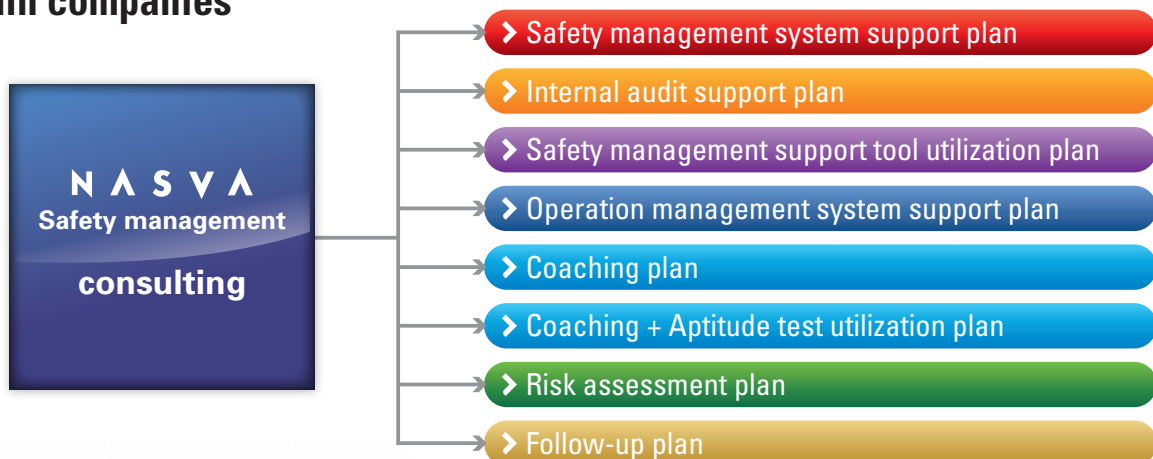 companies
N A S V A
Safety management
consulting
Safety management system support plan
Internal audit support plan
Safety management support tool utilization plan
Operation management system support plan
Coaching plan
Coaching + Aptitude test utilization plan
Risk assessment plan
Follow-up plan